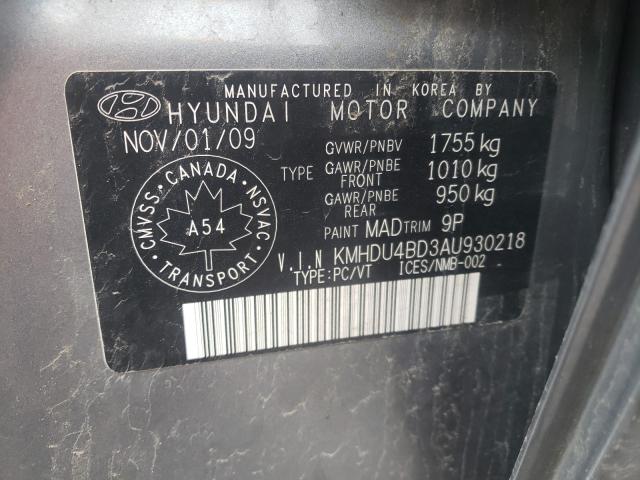 MANUFACTURED IN KOREA BY
HYUNDAI MOTOR COMPANY
NOV/01/09
GVWR/PNBV 1755 kg
TYPE GAWR/PNBE FRONT 1010 kg
GAWR/PNBE REAR 950 kg
PAINT MAD TRIM 9P
V.I.N KMHDU4BD3AU930218
TYPE:PC/VT ICES/NMB-002
CANADA
CMVSS NSVAC
A54
TRANSPORT